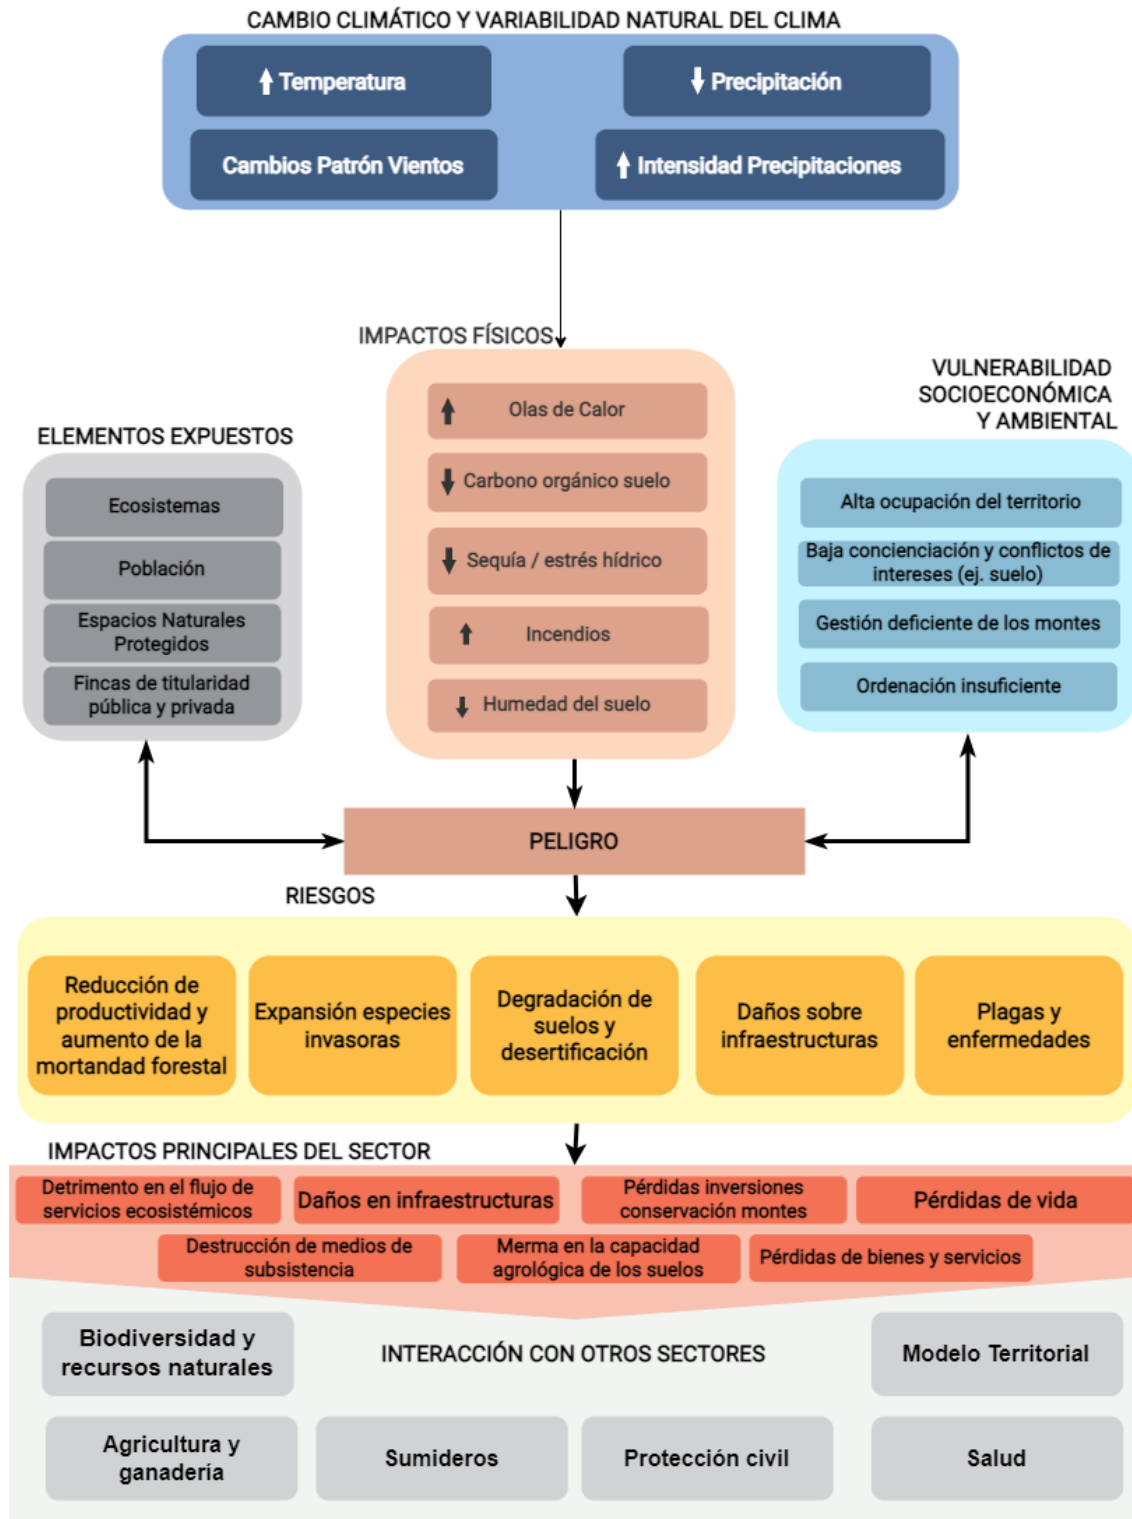 CAMBIO CLIMÁTICO Y VARIABILIDAD NATURAL DEL CLIMA
Temperatura
Precipitación
Cambios Patrón Vientos
Intensidad Precipitaciones
IMPACTOS FÍSICOS
Olas de Calor
Carbono orgánico suelo
Sequía / estrés hídrico
Incendios
Humedad del suelo
ELEMENTOS EXPUESTOS
Ecosistemas
Población
Espacios Naturales
Protegidos
Fincas de titularidad
pública y privada
VULNERABILIDAD
SOCIOECONÓMICA
Y AMBIENTAL
Alta ocupación del territorio
Baja concienciación y conflictos de
intereses (ej. suelo)
Gestión deficiente de los montes
Ordenación insuficiente
PELIGRO
RIESGOS
Reducción de
productividad y
aumento de la
mortandad forestal
Expansión especies
invasoras
Degradación de
suelos y
desertificación
Daños sobre
infraestructuras
Plagas y
enfermedades
IMPACTOS PRINCIPALES DEL SECTOR
Detrimento en el flujo de
servicios ecosistémicos
Daños en infraestructuras
Pérdidas inversiones
conservación montes
Pérdidas de vida
Destrucción de medios de
subsistencia
Merma en la capacidad
agrológica de los suelos
Pérdidas de bienes y servicios
Biodiversidad y
recursos naturales
INTERACCIÓN CON OTROS SECTORES
Modelo Territorial
Agricultura y
ganadería
Sumideros
Protección civil
Salud